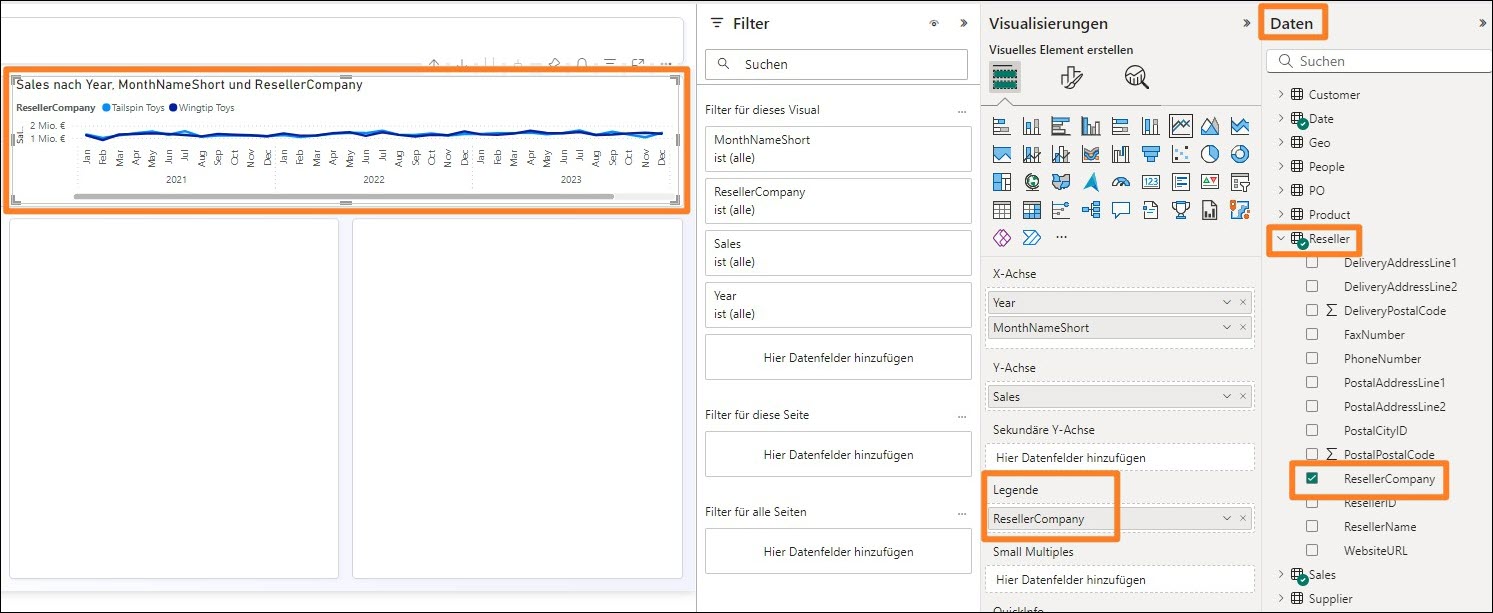 Sales nach Year, MonthNameShort und ResellerCompany
ResellerCompany Tailspin Toys Wingtip Toys
2 Mio. €
1 Mio. €
Sal.
Jan Feb Mar Apr May Jun Jul Aug Sep Oct Nov Dec Jan Feb Mar Apr May Jun Jul Aug Sep Oct Nov Dec Jan Feb Mar Apr May Jun Jul Aug Sep Oct Nov Dec
2021 2022 2023
Filter
Suchen
Filter für dieses Visual
MonthNameShort
ist (alle)
ResellerCompany
ist (alle)
Sales
ist (alle)
Year
ist (alle)
Hier Datenfelder hinzufügen
Filter für diese Seite
Hier Datenfelder hinzufügen
Filter für alle Seiten
Hier Datenfelder hinzufügen
Visualisierungen
Visuelles Element erstellen
123
X-Achse
Year
MonthNameShort
Y-Achse
Sales
Sekundäre Y-Achse
Hier Datenfelder hinzufügen
Legende
ResellerCompany
Small Multiples
Hier Datenfelder hinzufügen
QuickInfo
Daten
Suchen
Customer
Date
Geo
People
PO
Product
Reseller
DeliveryAddressLine1
DeliveryAddressLine2
DeliveryPostalCode
FaxNumber
PhoneNumber
PostalAddressLine1
PostalAddressLine2
PostalCityID
PostalPostalCode
ResellerCompany
ResellerID
ResellerName
WebsiteURL
Sales
Supplier